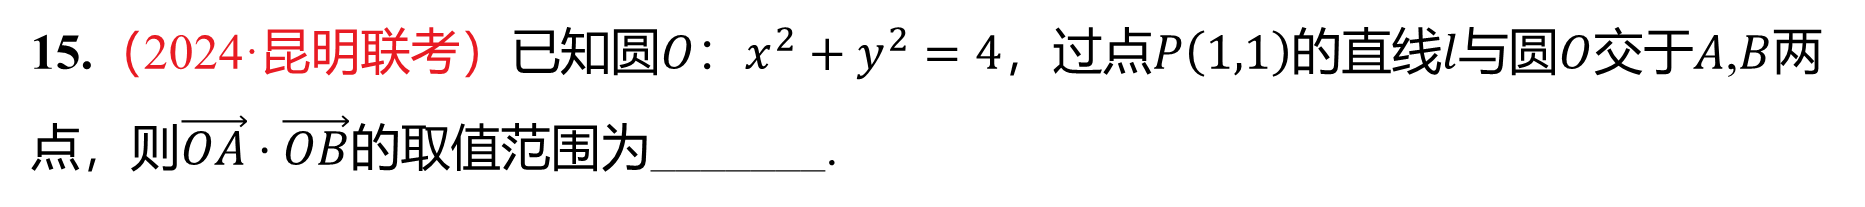 15.（2024·昆明联考）已知圆O：x² + y² = 4，过点P(1,1)的直线l与圆O交于A,B两
点，则\overrightarrow{OA} · \overrightarrow{OB}的取值范围为_______.